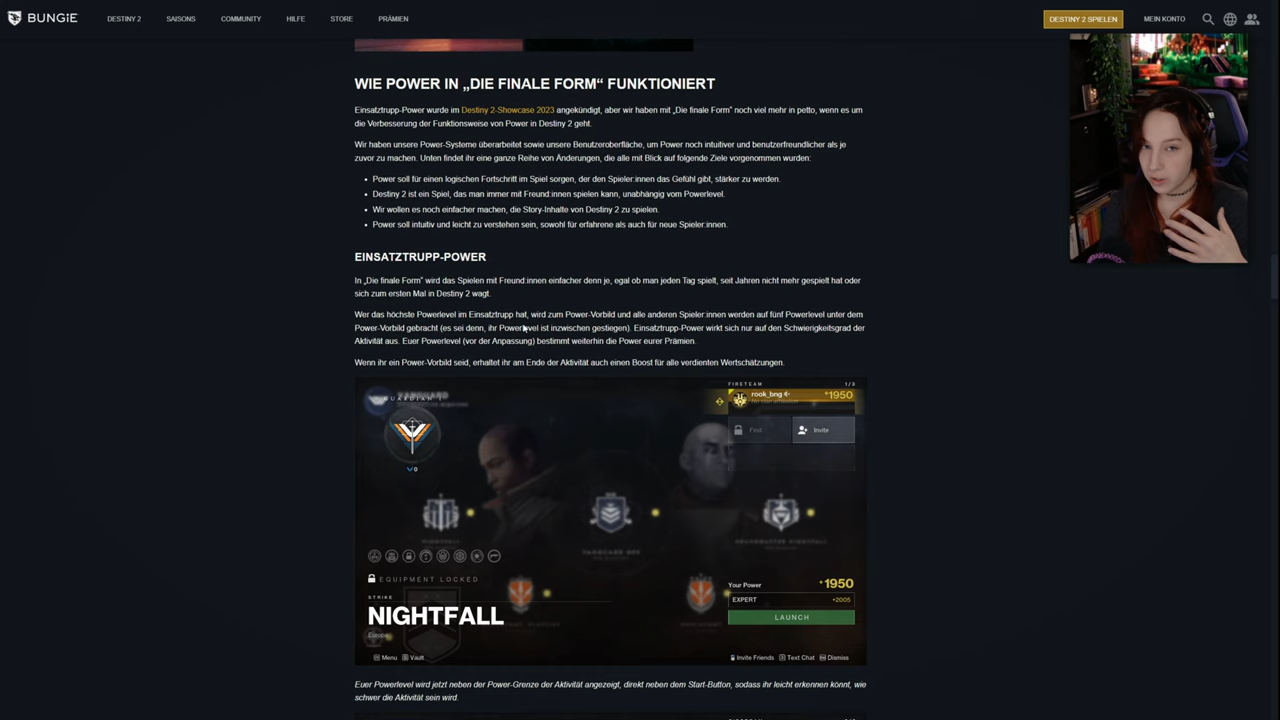 BUNGiE
DESTINY 2
SAISONS
COMMUNITY
HILFE
STORE
PRÄMIEN
DESTINY 2 SPIELEN
MEIN KONTO
WIE POWER IN „DIE FINALE FORM“ FUNKTIONIERT
Einsatztrupp-Power wurde im Destiny 2-Showcase 2023 angekündigt, aber wir haben mit „Die finale Form“ noch viel mehr in petto, wenn es um
die Verbesserung der Funktionsweise von Power in Destiny 2 geht.
Wir haben unsere Power-Systeme überarbeitet sowie unsere Benutzeroberfläche, um Power noch intuitiver und benutzerfreundlicher als je
zuvor zu machen. Unten findet ihr eine ganze Reihe von Änderungen, die alle mit Blick auf folgende Ziele vorgenommen wurden:
• Power soll für einen logischen Fortschritt im Spiel sorgen, der den Spieler:innen das Gefühl gibt, stärker zu werden.
• Destiny 2 ist ein Spiel, das man immer mit Freund:innen spielen kann, unabhängig vom Powerlevel.
• Wir wollen es noch einfacher machen, die Story-Inhalte von Destiny 2 zu spielen.
• Power soll intuitiv und leicht zu verstehen sein, sowohl für erfahrene als auch für neue Spieler:innen.
EINSATZTRUPP-POWER
In „Die finale Form“ wird das Spielen mit Freund:innen einfacher denn je, egal ob man jeden Tag spielt, seit Jahren nicht mehr gespielt hat oder
sich zum ersten Mal in Destiny 2 wagt.
Wer das höchste Powerlevel im Einsatztrupp hat, wird zum Power-Vorbild und alle anderen Spieler:innen werden auf fünf Powerlevel unter dem
Power-Vorbild gebracht (es sei denn, ihr Powerlevel ist inzwischen gestiegen). Einsatztrupp-Power wirkt sich nur auf den Schwierigkeitsgrad der
Aktivität aus. Euer Powerlevel (vor der Anpassung) bestimmt weiterhin die Power eurer Prämien.
Wenn ihr ein Power-Vorbild seid, erhaltet ihr am Ende der Aktivität auch einen Boost für alle verdienten Wertschätzungen.
FIRETEAM 1/3
rook_bng
1950
Find
Invite
VANGUARD
0
NIGHTFALL
VANGUARD OPS
GRANDMASTER NIGHTFALL
EQUIPMENT LOCKED
STRIKE
NIGHTFALL
Europa
Your Power 1950
EXPERT +2005
LAUNCH
Menu Vault
Invite Friends Text Chat Dismiss
Euer Powerlevel wird jetzt neben der Power-Grenze der Aktivität angezeigt, direkt neben dem Start-Button, sodass ihr leicht erkennen könnt, wie
schwer die Aktivität sein wird.